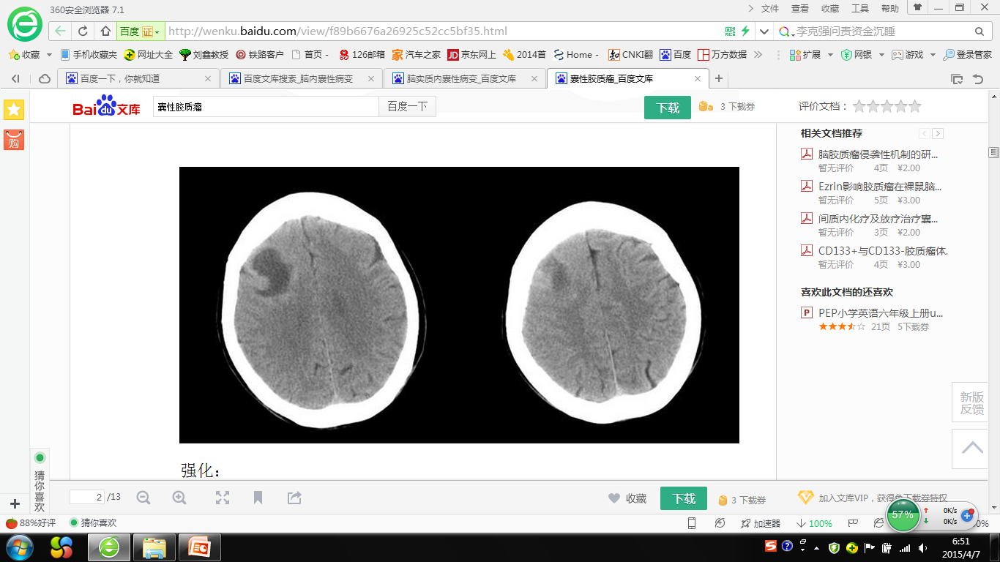 360安全浏览器 7.1
文件 查看 收藏 工具 帮助
百度 证 http://wenku.baidu.com/view/f89b6676a26925c52cc5bf35.html 李克强问责资金沉睡
收藏 手机收藏夹 网址大全 刘鑫教授 铁路客户 首页 - 126邮箱 汽车之家 京东网上 2014首 Home - CNKI翻 百度 万方数据 扩展 网银 游戏 登录管家
百度一下，你就知道 百度文库搜索_脑内囊性病变 脑实质内囊性病变_百度文库 囊性胶质瘤_百度文库
Bai du 文库 囊性胶质瘤 百度一下 下载 3 下载券 评价文档：
购
相关文档推荐
脑胶质瘤侵袭性机制的研...
暂无评价 4页 ¥2.00
Ezrin影响胶质瘤在裸鼠脑...
暂无评价 5页 ¥3.00
间质内化疗及放疗治疗囊...
暂无评价 3页 ¥2.00
CD133+与CD133-胶质瘤体.
暂无评价 4页 ¥3.00
喜欢此文档的还喜欢
PEP小学英语六年级上册u...
21页 5下载券
新版
反馈
强化：
猜你喜欢
2 /13 收藏 下载 3 下载券 加入文库VIP，获得免下载券特权
57% 0K/s
0K/s
88%好评 猜你喜欢 加速器 100%
6:51
2015/4/7